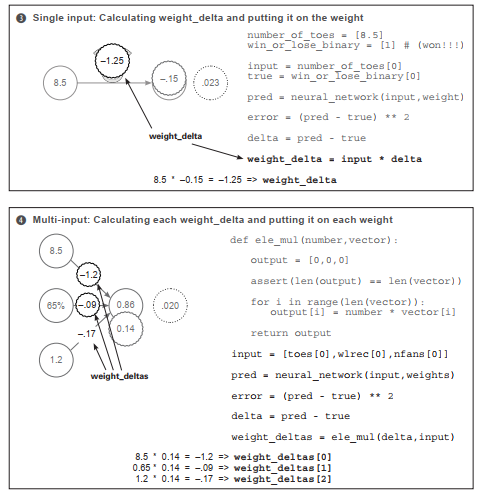 3 Single input: Calculating weight_delta and putting it on the weight
number_of_toes = [8.5]
win_or_lose_binary = [1] # (won!!!)
input = number_of_toes[0]
true = win_or_lose_binary[0]
pred = neural_network(input,weight)
error = (pred - true) ** 2
delta = pred - true
weight_delta = input * delta
–1.25
8.5
–.15
.023
weight_delta
8.5 * –0.15 = –1.25 => weight_delta
4 Multi-input: Calculating each weight_delta and putting it on each weight
def ele_mul(number,vector):
output = [0,0,0]
assert(len(output) == len(vector))
for i in range(len(vector)):
output[i] = number * vector[i]
return output
input = [toes[0],wlrec[0],nfans[0]]
pred = neural_network(input,weights)
error = (pred - true) ** 2
delta = pred - true
weight_deltas = ele_mul(delta,input)
8.5
–1.2
65%
–.09
0.86
.020
0.14
–.17
1.2
weight_deltas
8.5 * 0.14 = –1.2 => weight_deltas[0]
0.65 * 0.14 = –.09 => weight_deltas[1]
1.2 * 0.14 = –.17 => weight_deltas[2]